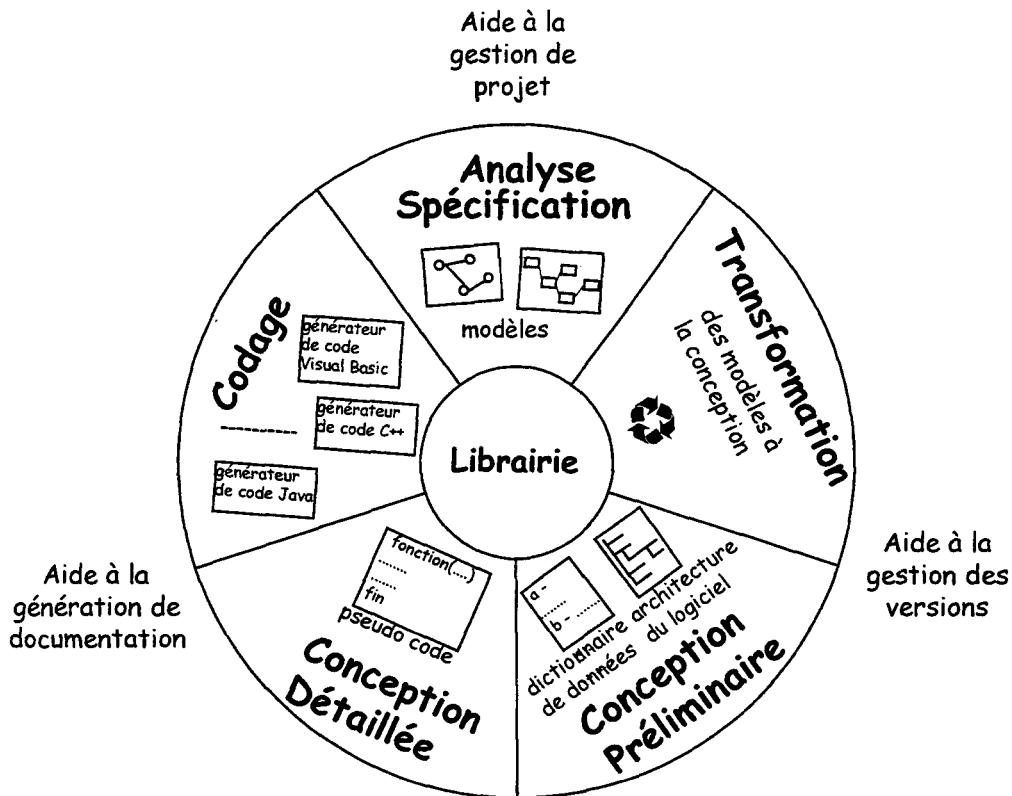 Aide à la
gestion de
projet
Analyse
Spécification
modèles
Transformation
des modèles à
la conception
Codage
générateur
de code
Visual Basic
générateur
de code C++
----------
générateur
de code Java
Librairie
Aide à la
gestion des
versions
a -
........
b - ........
dictionnaire architecture
de données du logiciel
Conception
Préliminaire
fonction(....)
.......
.......
fin
pseudo code
Conception
Détaillée
Aide à la
génération de
documentation